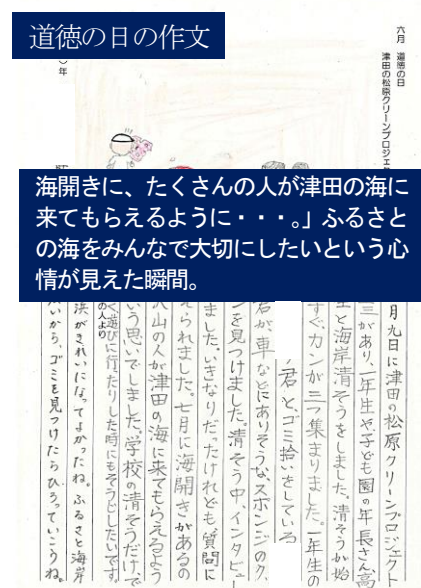 道徳の日の作文
六月　道徳の日
津田の松原クリーンプロジェ
年
海開きに、たくさんの人が津田の海に
来てもらえるように・・・。」ふるさと
の海をみんなで大切にしたいという心
情が見えた瞬間。
月九日に津田の松原クリーンプロジェクト
三があり、一年生や子ども園の年長さん、高
生と海岸清そうをしました。清そうが始
すぐ、カンが三つ集まりました。一年生の
君とゴミ拾いをしている
君が車などにありそうな、スポンジのク
ンを見つけました。清そう中、インタビュー
ました。いきなりだったけれども質問に
えられました。七月に海開きがあるの
沢山の人が津田の海に来てもらえるよう
いう思いでしました。学校の清そうだけで
く遊びに行ったりした時にもそうじしたいです。
の人より
浜がきれいになってよかったね。ふるさと海岸
いから、ゴミを見つけたらひろっていこうね。